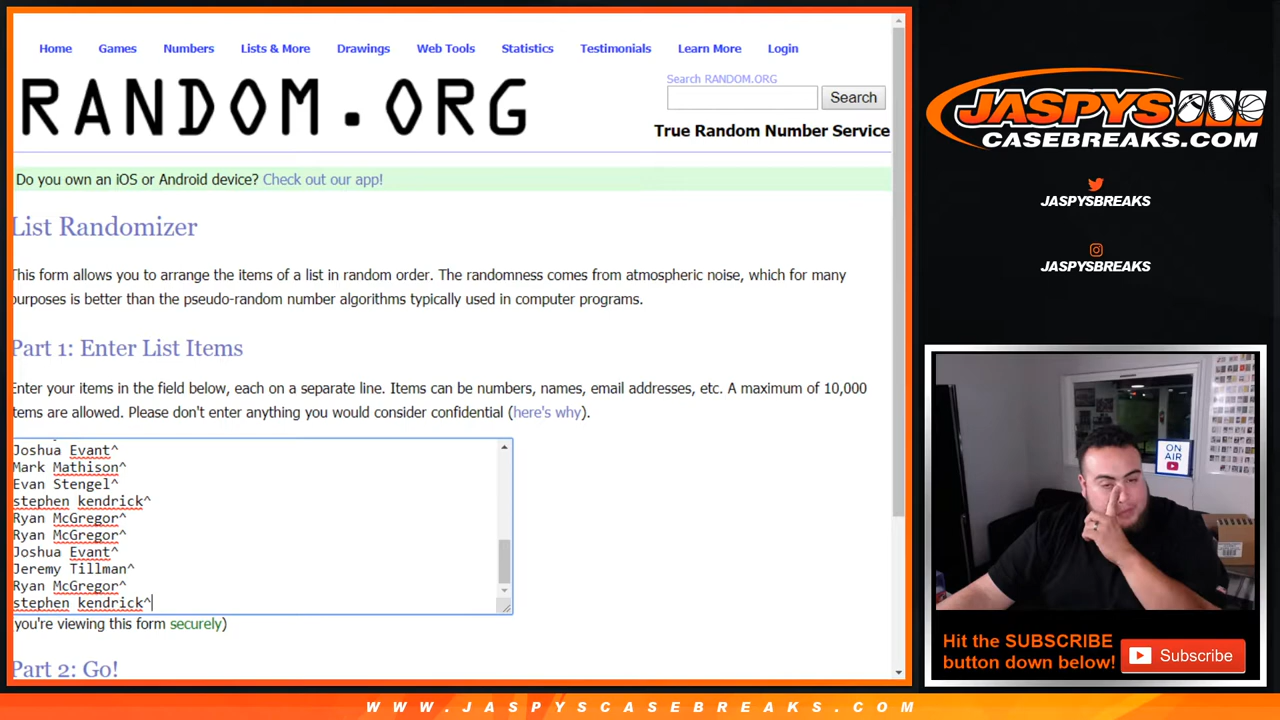 Home Games Numbers Lists & More Drawings Web Tools Statistics Testimonials Learn More Login
RANDOM.ORG
Search RANDOM.ORG
Search
True Random Number Service
Do you own an iOS or Android device? Check out our app!
List Randomizer
This form allows you to arrange the items of a list in random order. The randomness comes from atmospheric noise, which for many
purposes is better than the pseudo-random number algorithms typically used in computer programs.
Part 1: Enter List Items
Enter your items in the field below, each on a separate line. Items can be numbers, names, email addresses, etc. A maximum of 10,000
items are allowed. Please don't enter anything you would consider confidential (here's why).
Joshua Evant^
Mark Mathison^
Evan Stengel^
stephen kendrick^
Ryan McGregor^
Ryan McGregor^
Joshua Evant^
Jeremy Tillman^
Ryan McGregor^
stephen kendrick^
you're viewing this form securely)
Part 2: Go!
JASPYS
CASEBREAKS.COM
JASPYSBREAKS
JASPYSBREAKS
ON
AIR
Hit the SUBSCRIBE
button down below!
Subscribe
WWW.JASPYSCASEBREAKS.COM